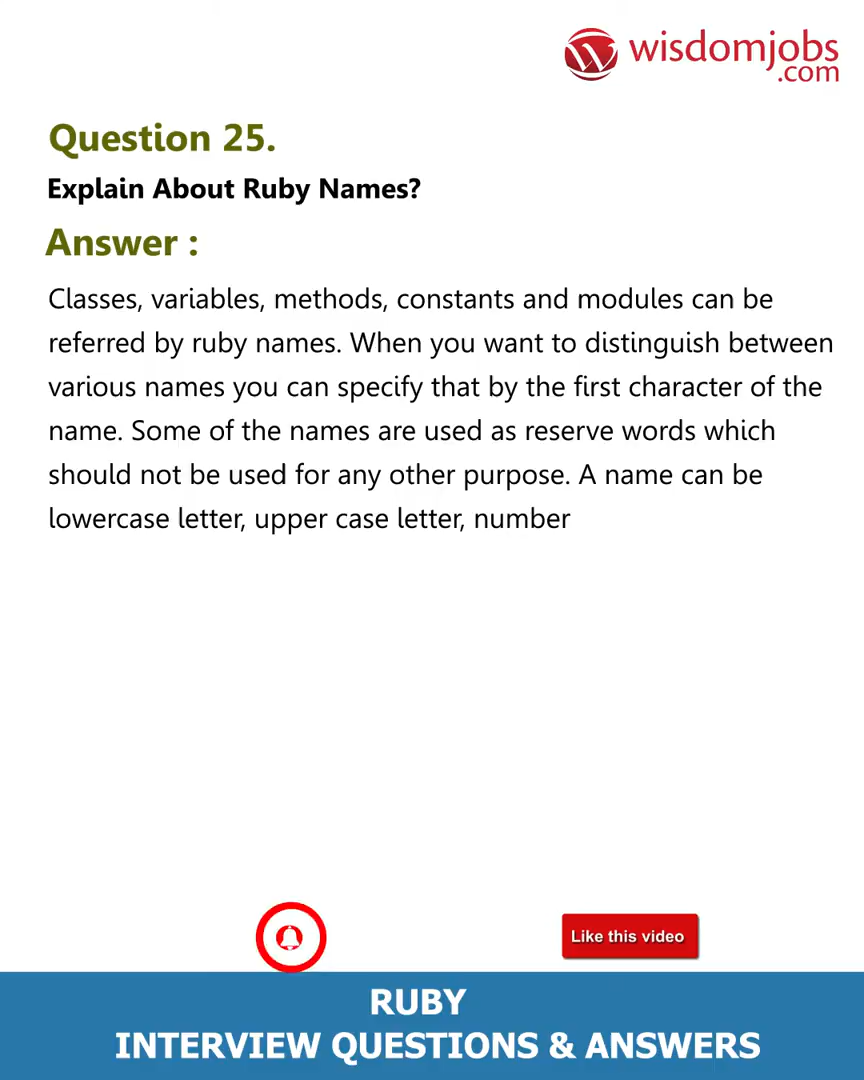 wisdomjobs
.com
Question 25.
Explain About Ruby Names?
Answer :
Classes, variables, methods, constants and modules can be
referred by ruby names. When you want to distinguish between
various names you can specify that by the first character of the
name. Some of the names are used as reserve words which
should not be used for any other purpose. A name can be
lowercase letter, upper case letter, number
Like this video
RUBY
INTERVIEW QUESTIONS & ANSWERS